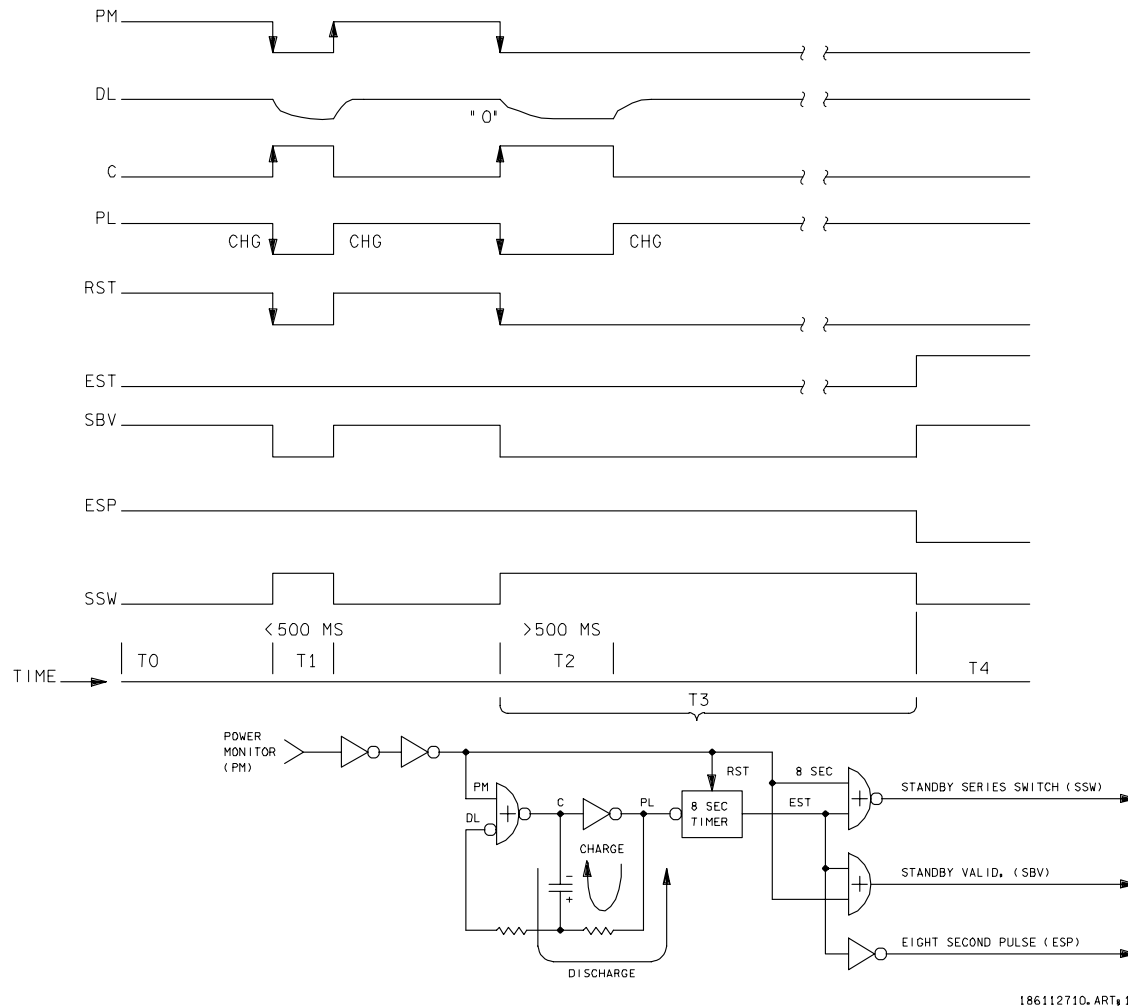 PM
DL
" O"
C
PL
CHG
CHG
CHG
RST
EST
SBV
ESP
SSW
<500 MS
>500 MS
T0
T1
T2
T4
TIME
T3
POWER
MONITOR
(PM)
RST
8 SEC
PM
C
PL
8 SEC
TIMER
EST
STANDBY SERIES SWITCH (SSW)
DL
CHARGE
-
+
STANDBY VALID. (SBV)
+
+
+
EIGHT SECOND PULSE (ESP)
DISCHARGE
186112710.ART; 1